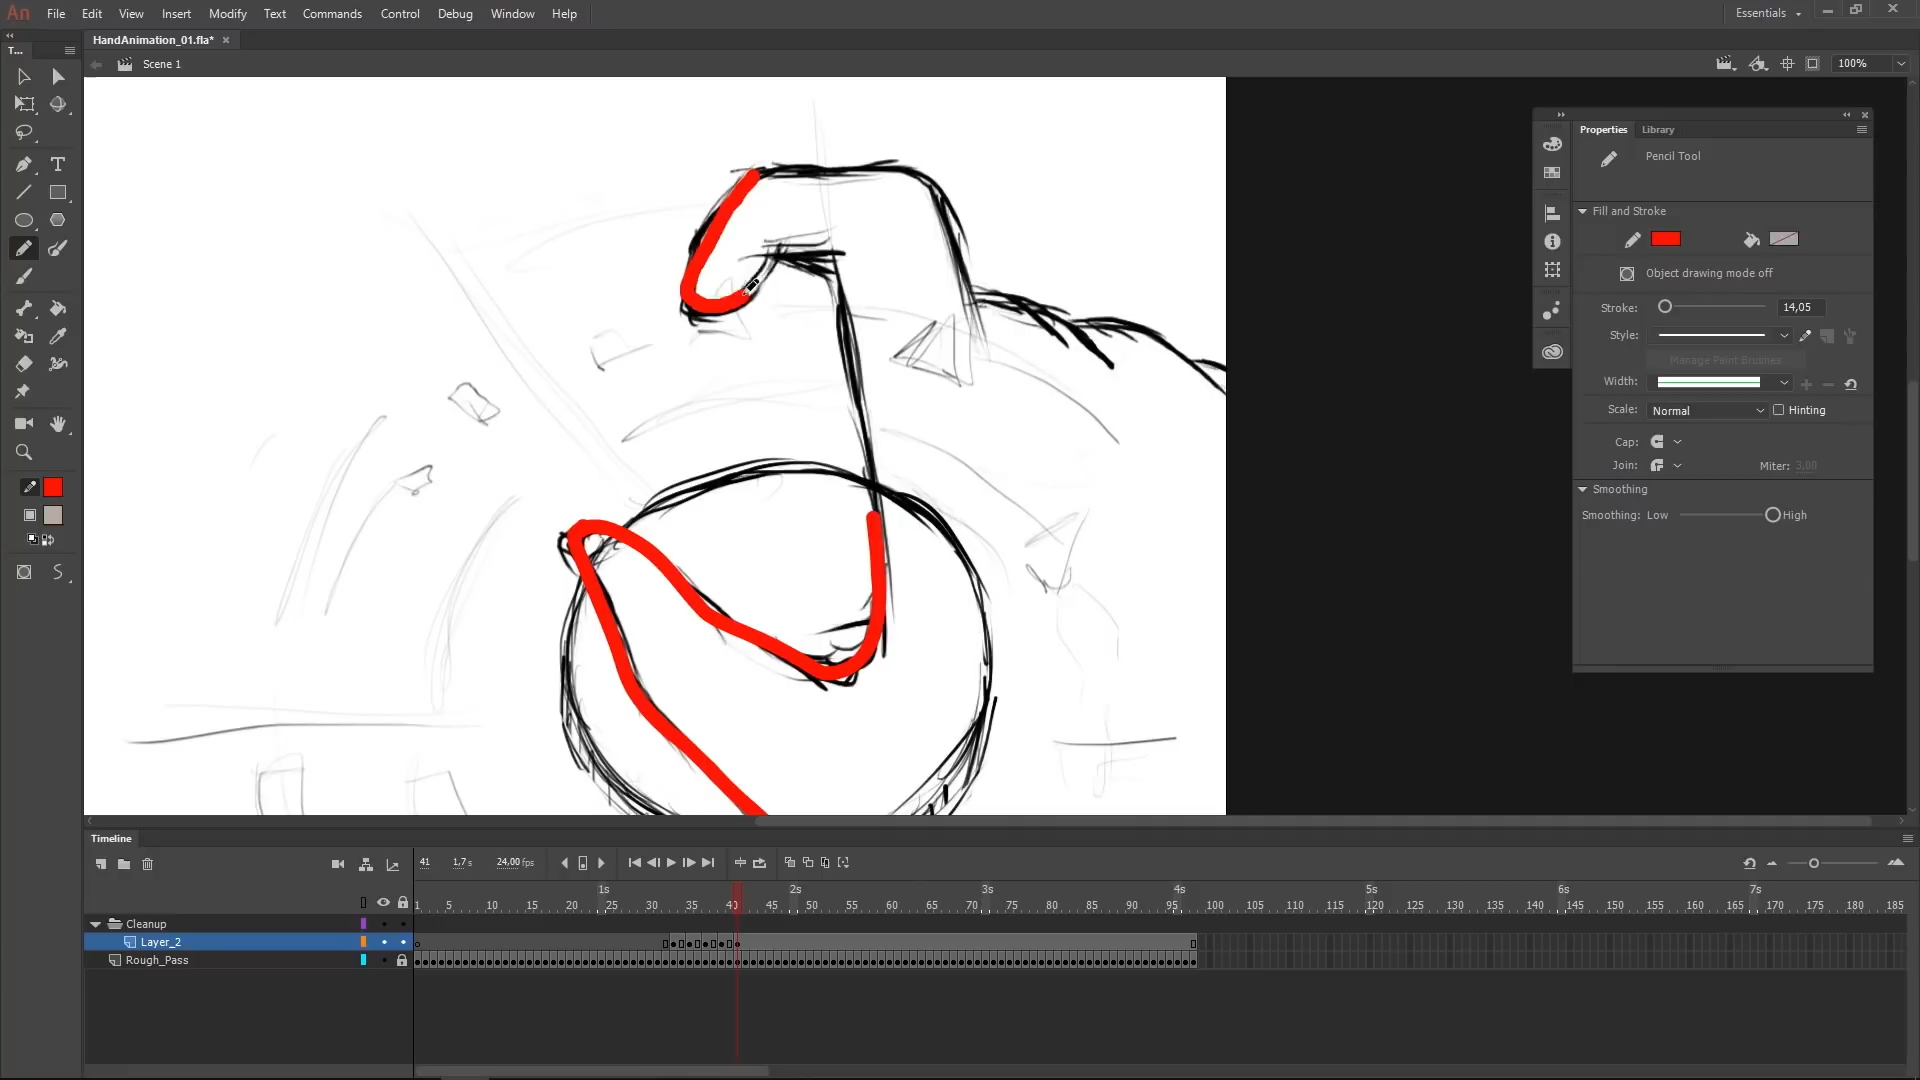 An File Edit View Insert Modify Text Commands Control Debug Window Help Essentials
T... HandAnimation_01.fla*
Scene 1 100%
Properties Library
Pencil Tool
Fill and Stroke
Object drawing mode off
Stroke: 14,05
Style:
Manage Paint Brushes
Width:
Scale: Normal Hinting
Cap:
Join: Miter: 3,00
Smoothing
Smoothing: Low High
Timeline
41 1,7 s 24,00 fps
1s 2s 3s 4s 5s 6s 7s
1 5 10 15 20 25 30 35 40 45 50 55 60 65 70 75 80 85 90 95 100 105 110 115 120 125 130 135 140 145 150 155 160 165 170 175 180 185
Cleanup
Layer_2
Rough_Pass